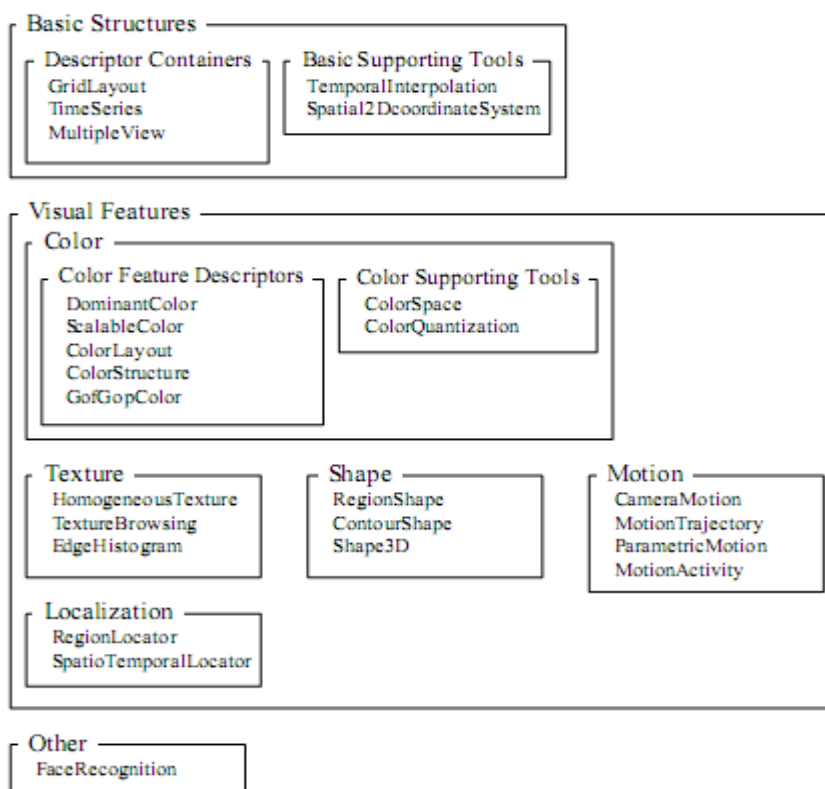 Basic Structures
Descriptor Containers
GridLayout
TimeSeries
MultipleView
Basic Supporting Tools
TemporalInterpolation
Spatial2DcoordinateSystem
Visual Features
Color
Color Feature Descriptors
DominantColor
ScalableColor
ColorLayout
ColorStructure
GofGopColor
Color Supporting Tools
ColorSpace
ColorQuantization
Texture
HomogeneousTexture
TextureBrowsing
EdgeHistogram
Shape
RegionShape
ContourShape
Shape3D
Motion
CameraMotion
MotionTrajectory
ParametricMotion
MotionActivity
Localization
RegionLocator
SpatioTemporalLocator
Other
FaceRecognition